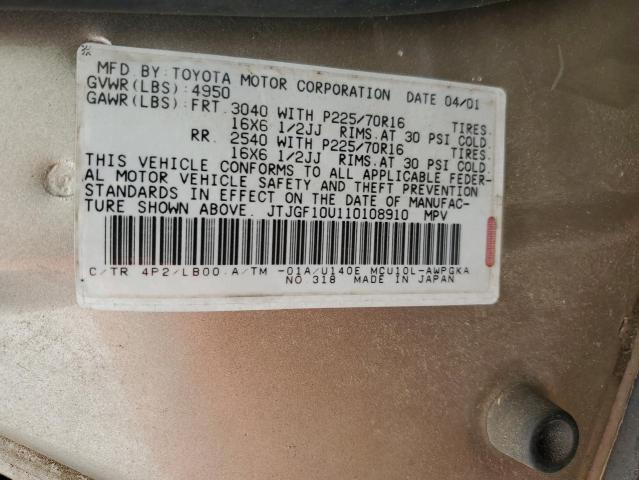 MFD. BY: TOYOTA MOTOR CORPORATION DATE 04/01
GVWR(LBS): 4950
GAWR(LBS): FRT. 3040 WITH P225/70R16 TIRES.
16X6 1/2JJ RIMS.AT 30 PSI COLD.
RR. 2540 WITH P225/70R16 TIRES.
16X6 1/2JJ RIMS.AT 30 PSI COLD.
THIS VEHICLE CONFORMS TO ALL APPLICABLE FEDER-
AL MOTOR VEHICLE SAFETY AND THEFT PREVENTION
STANDARDS IN EFFECT ON THE DATE OF MANUFAC-
TURE SHOWN ABOVE. JTJGF10U110108910 MPV
C/TR 4P2/LB00 A/TM -01A/U140E MCU10L-AWPGKA
NO 318 MADE IN JAPAN